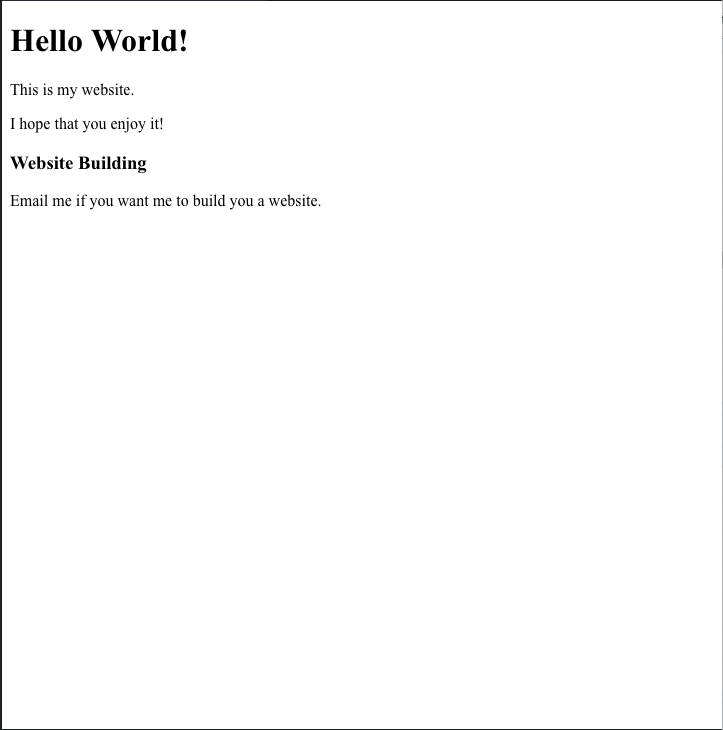 Hello World!
This is my website.
I hope that you enjoy it!
Website Building
Email me if you want me to build you a website.